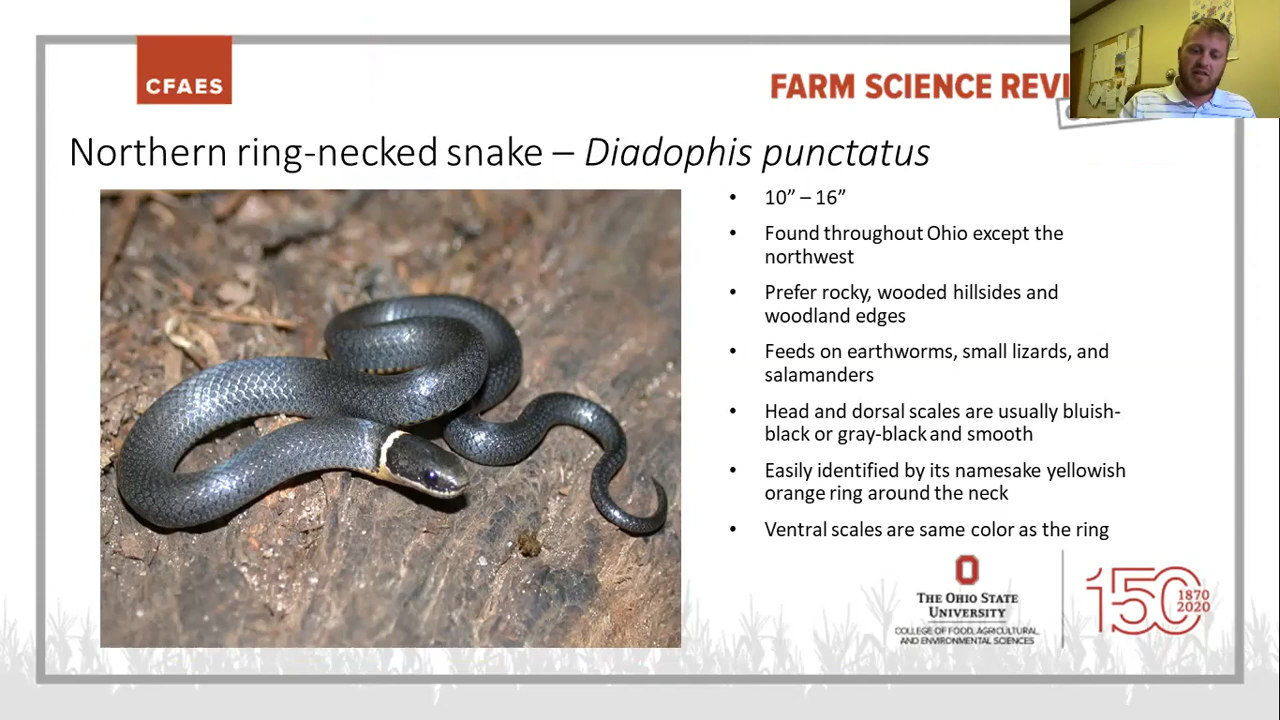 CFAES
FARM SCIENCE REVI
Northern ring-necked snake – Diadophis punctatus
• 10” – 16”
• Found throughout Ohio except the
northwest
• Prefer rocky, wooded hillsides and
woodland edges
• Feeds on earthworms, small lizards, and
salamanders
• Head and dorsal scales are usually bluish-
black or gray-black and smooth
• Easily identified by its namesake yellowish
orange ring around the neck
• Ventral scales are same color as the ring
THE OHIO STATE
UNIVERSITY
COLLEGE OF FOOD, AGRICULTURAL,
AND ENVIRONMENTAL SCIENCES
150
1870
2020